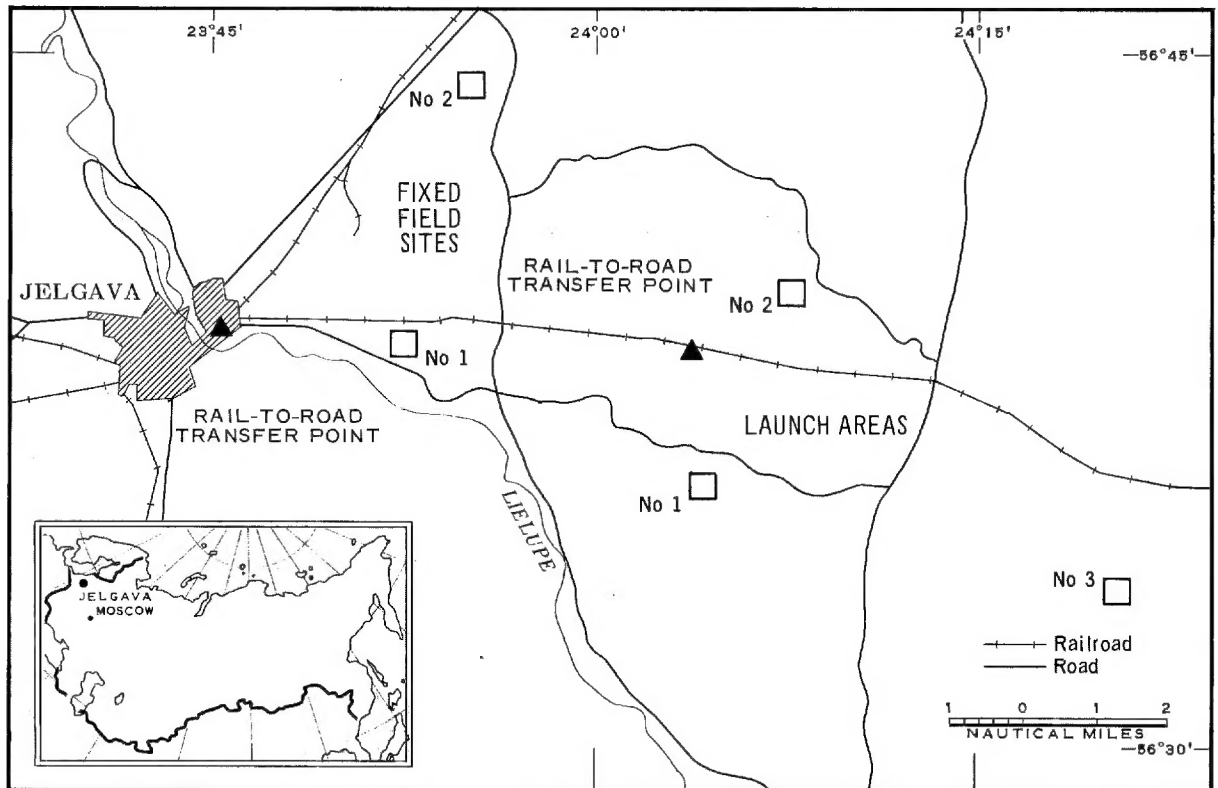 23°45'
24°00'
24°15'
56°45'
No 2
FIXED
FIELD
SITES
RAIL-TO-ROAD
TRANSFER POINT
No 2
JELGAVA
No 1
RAIL-TO-ROAD
TRANSFER POINT
LAUNCH AREAS
No 1
LIELUPE
No 3
JELGAVA
MOSCOW
Railroad
Road
1 0 1 2
NAUTICAL MILES
56°30'